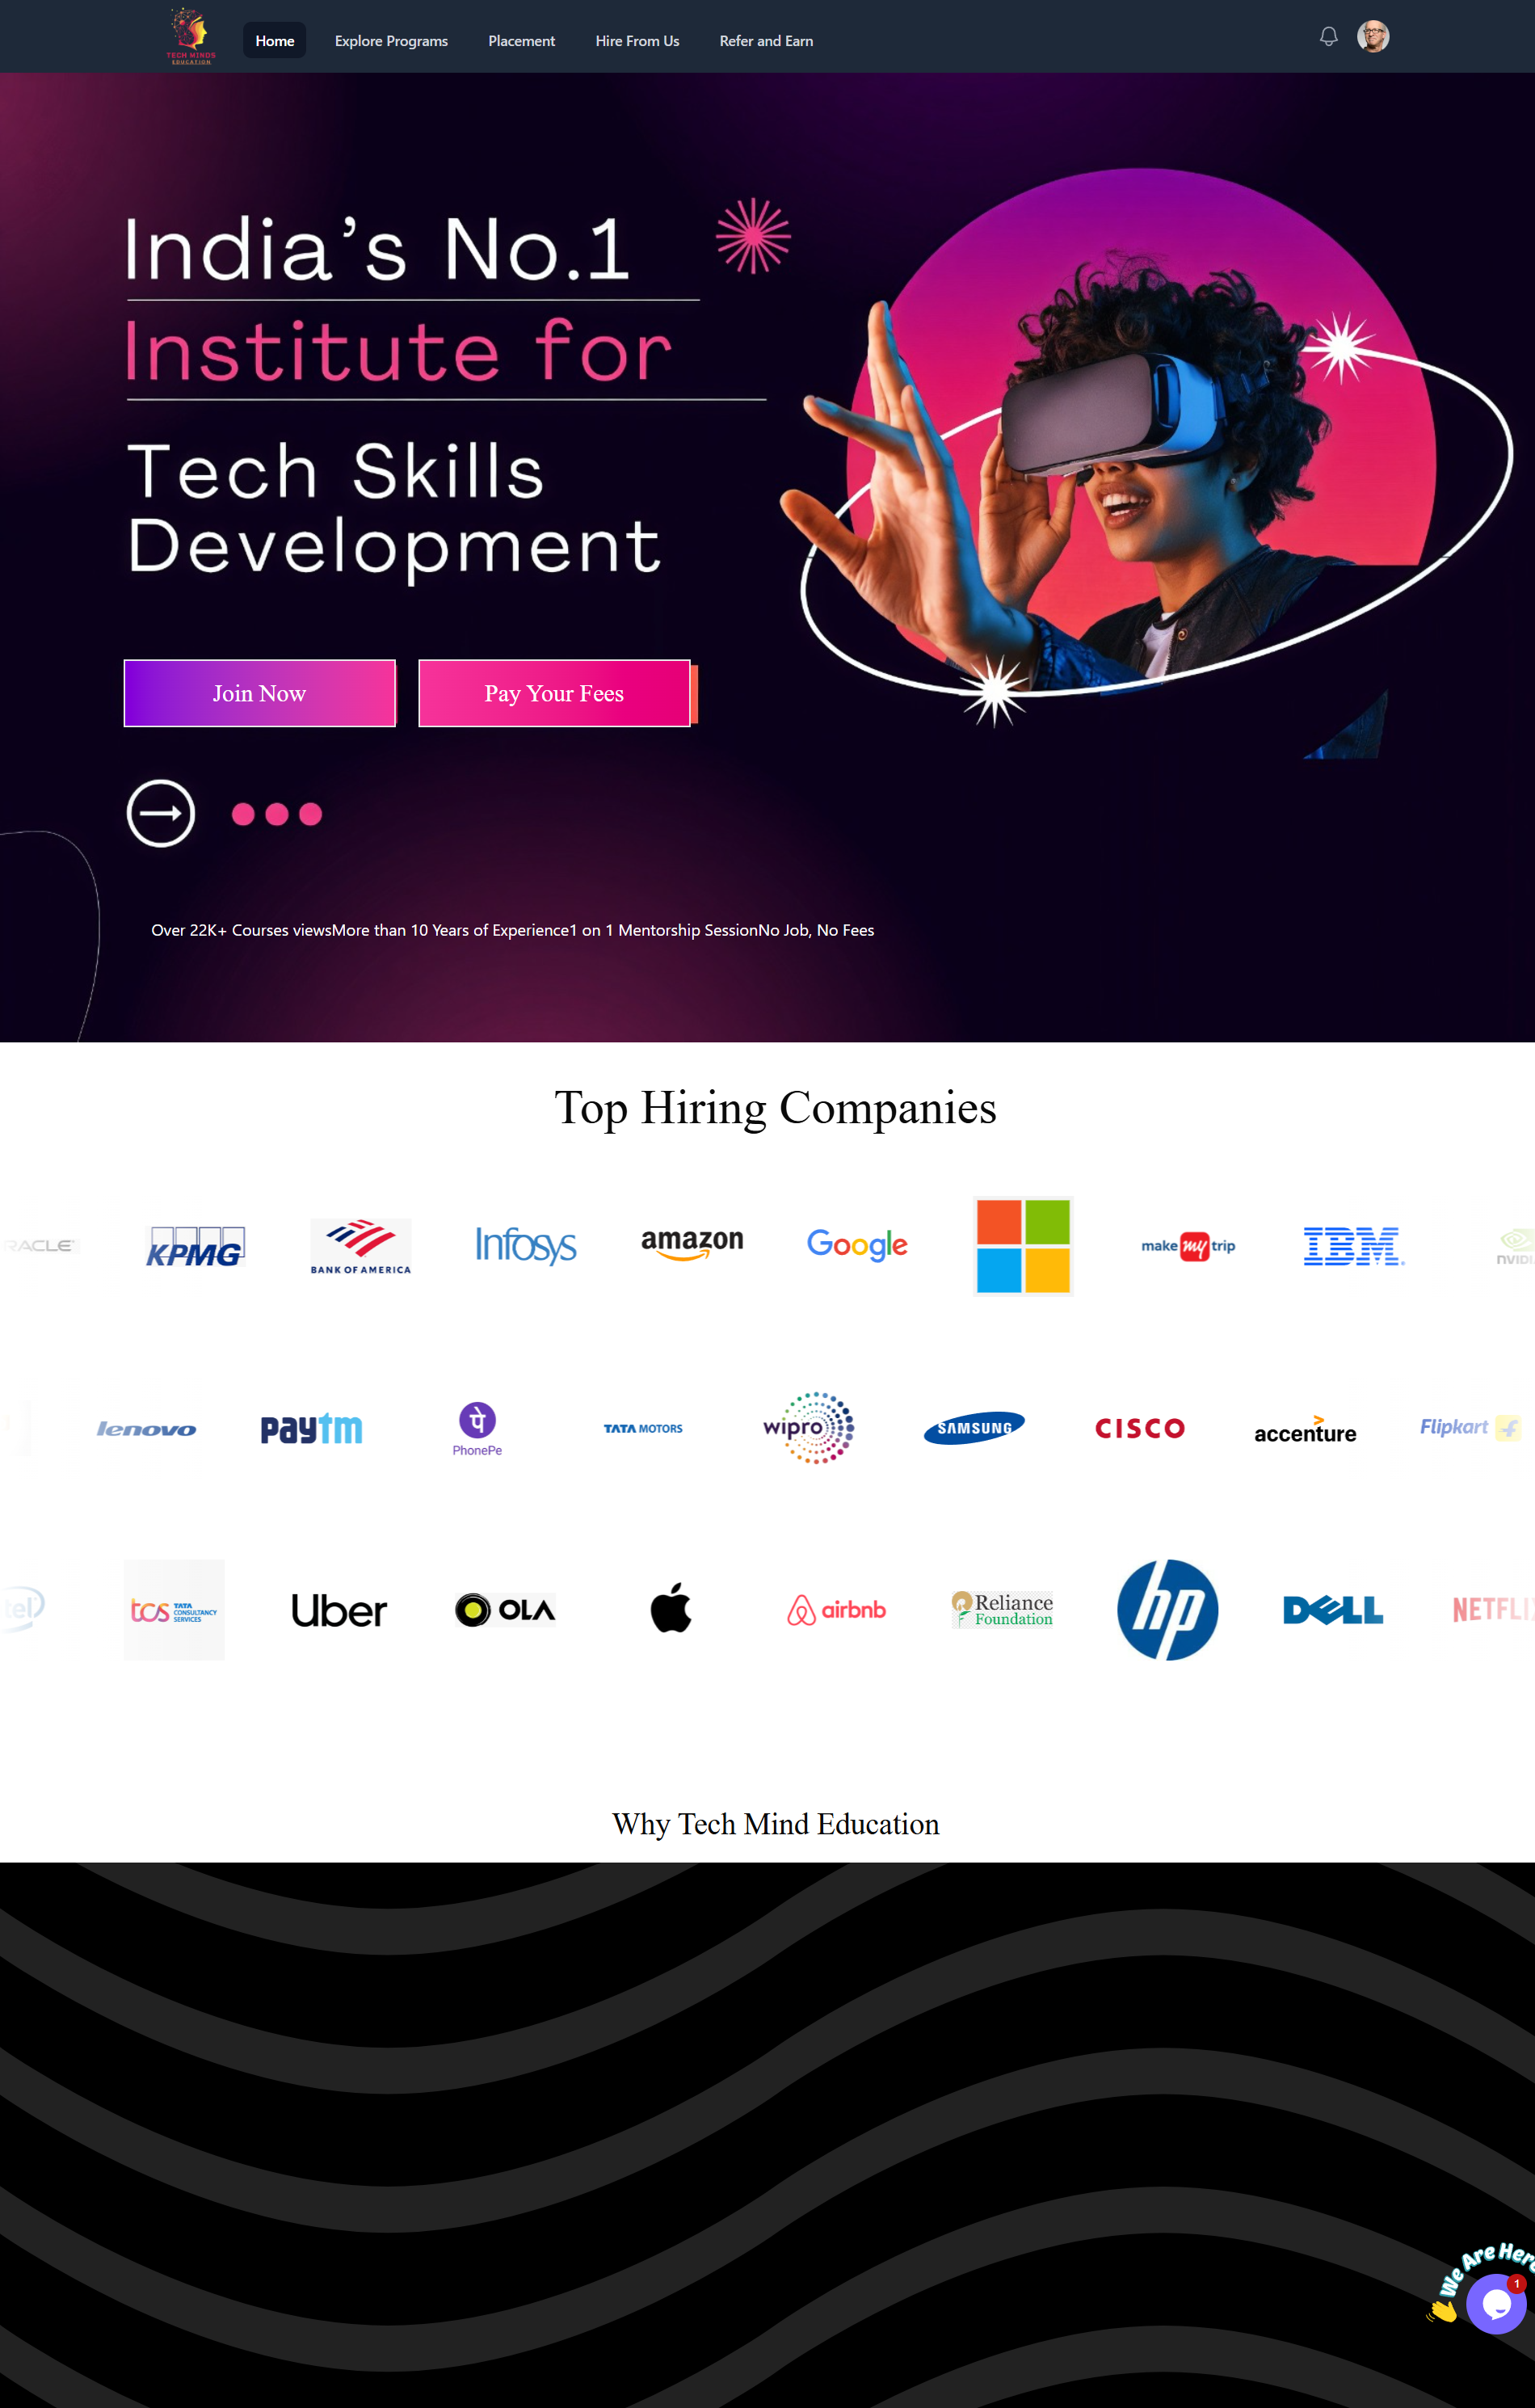 TECH MINDS
EDUCATION
Home
Explore Programs
Placement
Hire From Us
Refer and Earn
India's No.1
Institute for
Tech Skills
Development
Join Now
Pay Your Fees
Over 22K+ Courses viewsMore than 10 Years of Experience1 on 1 Mentorship SessionNo Job, No Fees
Top Hiring Companies
RACLE
KPMG
BANK OF AMERICA
Infosys
amazon
Google
make my trip
IBM
NVIDI
lenovo
paytm
पे
PhonePe
TATA MOTORS
wipro
SAMSUNG
CISCO
accenture
Flipkart
tel
tcs TATA
CONSULTANCY
SERVICES
Uber
OLA
airbnb
Reliance
Foundation
hp
DELL
NETFLIX
Why Tech Mind Education
We Are Here
1